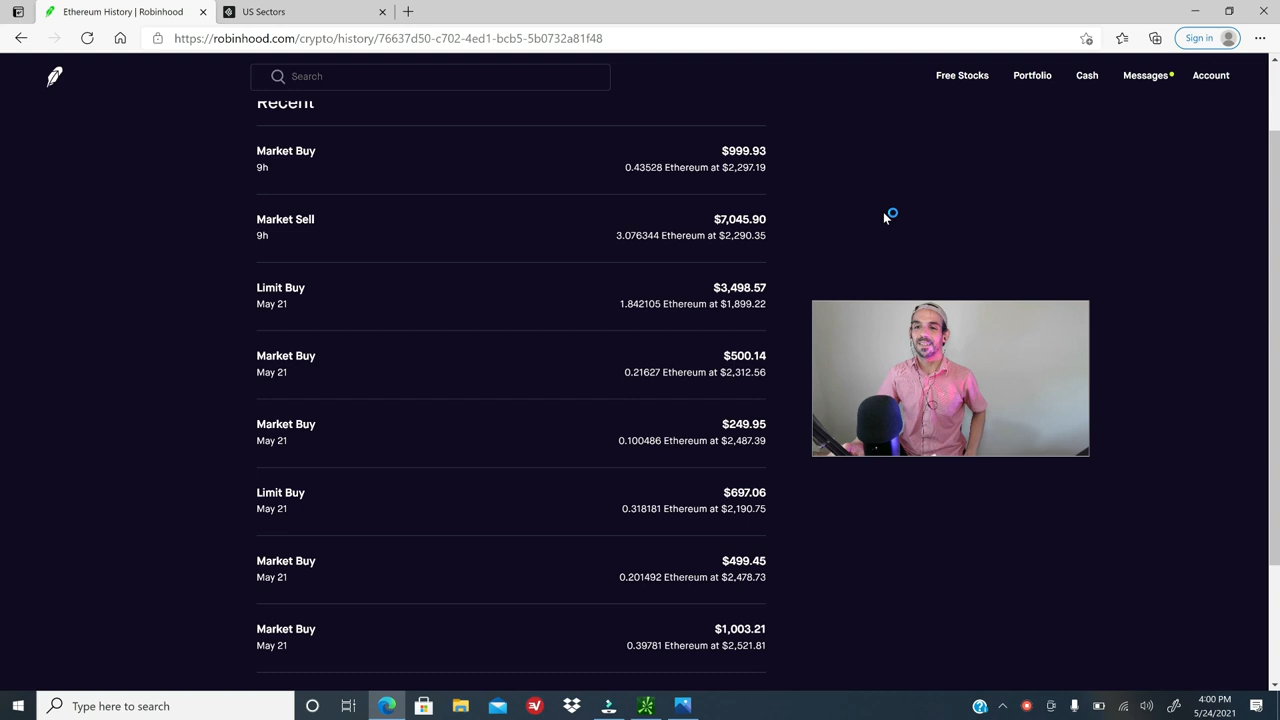 Ethereum History | Robinhood
US Sectors
https://robinhood.com/crypto/history/76637d50-c702-4ed1-bcb5-5b0732a81f48
Sign in
Search
Free Stocks
Portfolio
Cash
Messages
Account
Recent
Market Buy
$999.93
9h
0.43528 Ethereum at $2,297.19
Market Sell
$7,045.90
9h
3.076344 Ethereum at $2,290.35
Limit Buy
$3,498.57
May 21
1.842105 Ethereum at $1,899.22
Market Buy
$500.14
May 21
0.21627 Ethereum at $2,312.56
Market Buy
$249.95
May 21
0.100486 Ethereum at $2,487.39
Limit Buy
$697.06
May 21
0.318181 Ethereum at $2,190.75
Market Buy
$499.45
May 21
0.201492 Ethereum at $2,478.73
Market Buy
$1,003.21
May 21
0.39781 Ethereum at $2,521.81
Type here to search
4:00 PM
5/24/2021